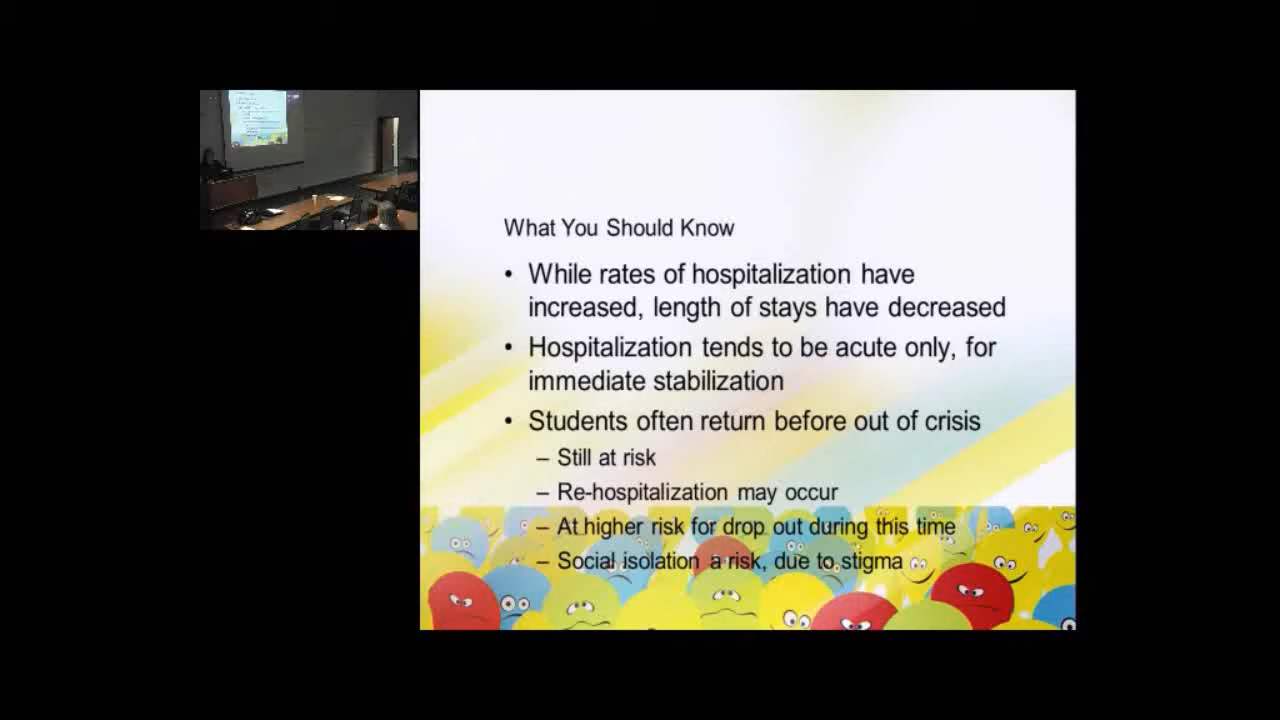 What You Should Know
• While rates of hospitalization have
increased, length of stays have decreased
• Hospitalization tends to be acute only, for
immediate stabilization
• Students often return before out of crisis
– Still at risk
– Re-hospitalization may occur
– At higher risk for drop out during this time
– Social isolation a risk, due to stigma